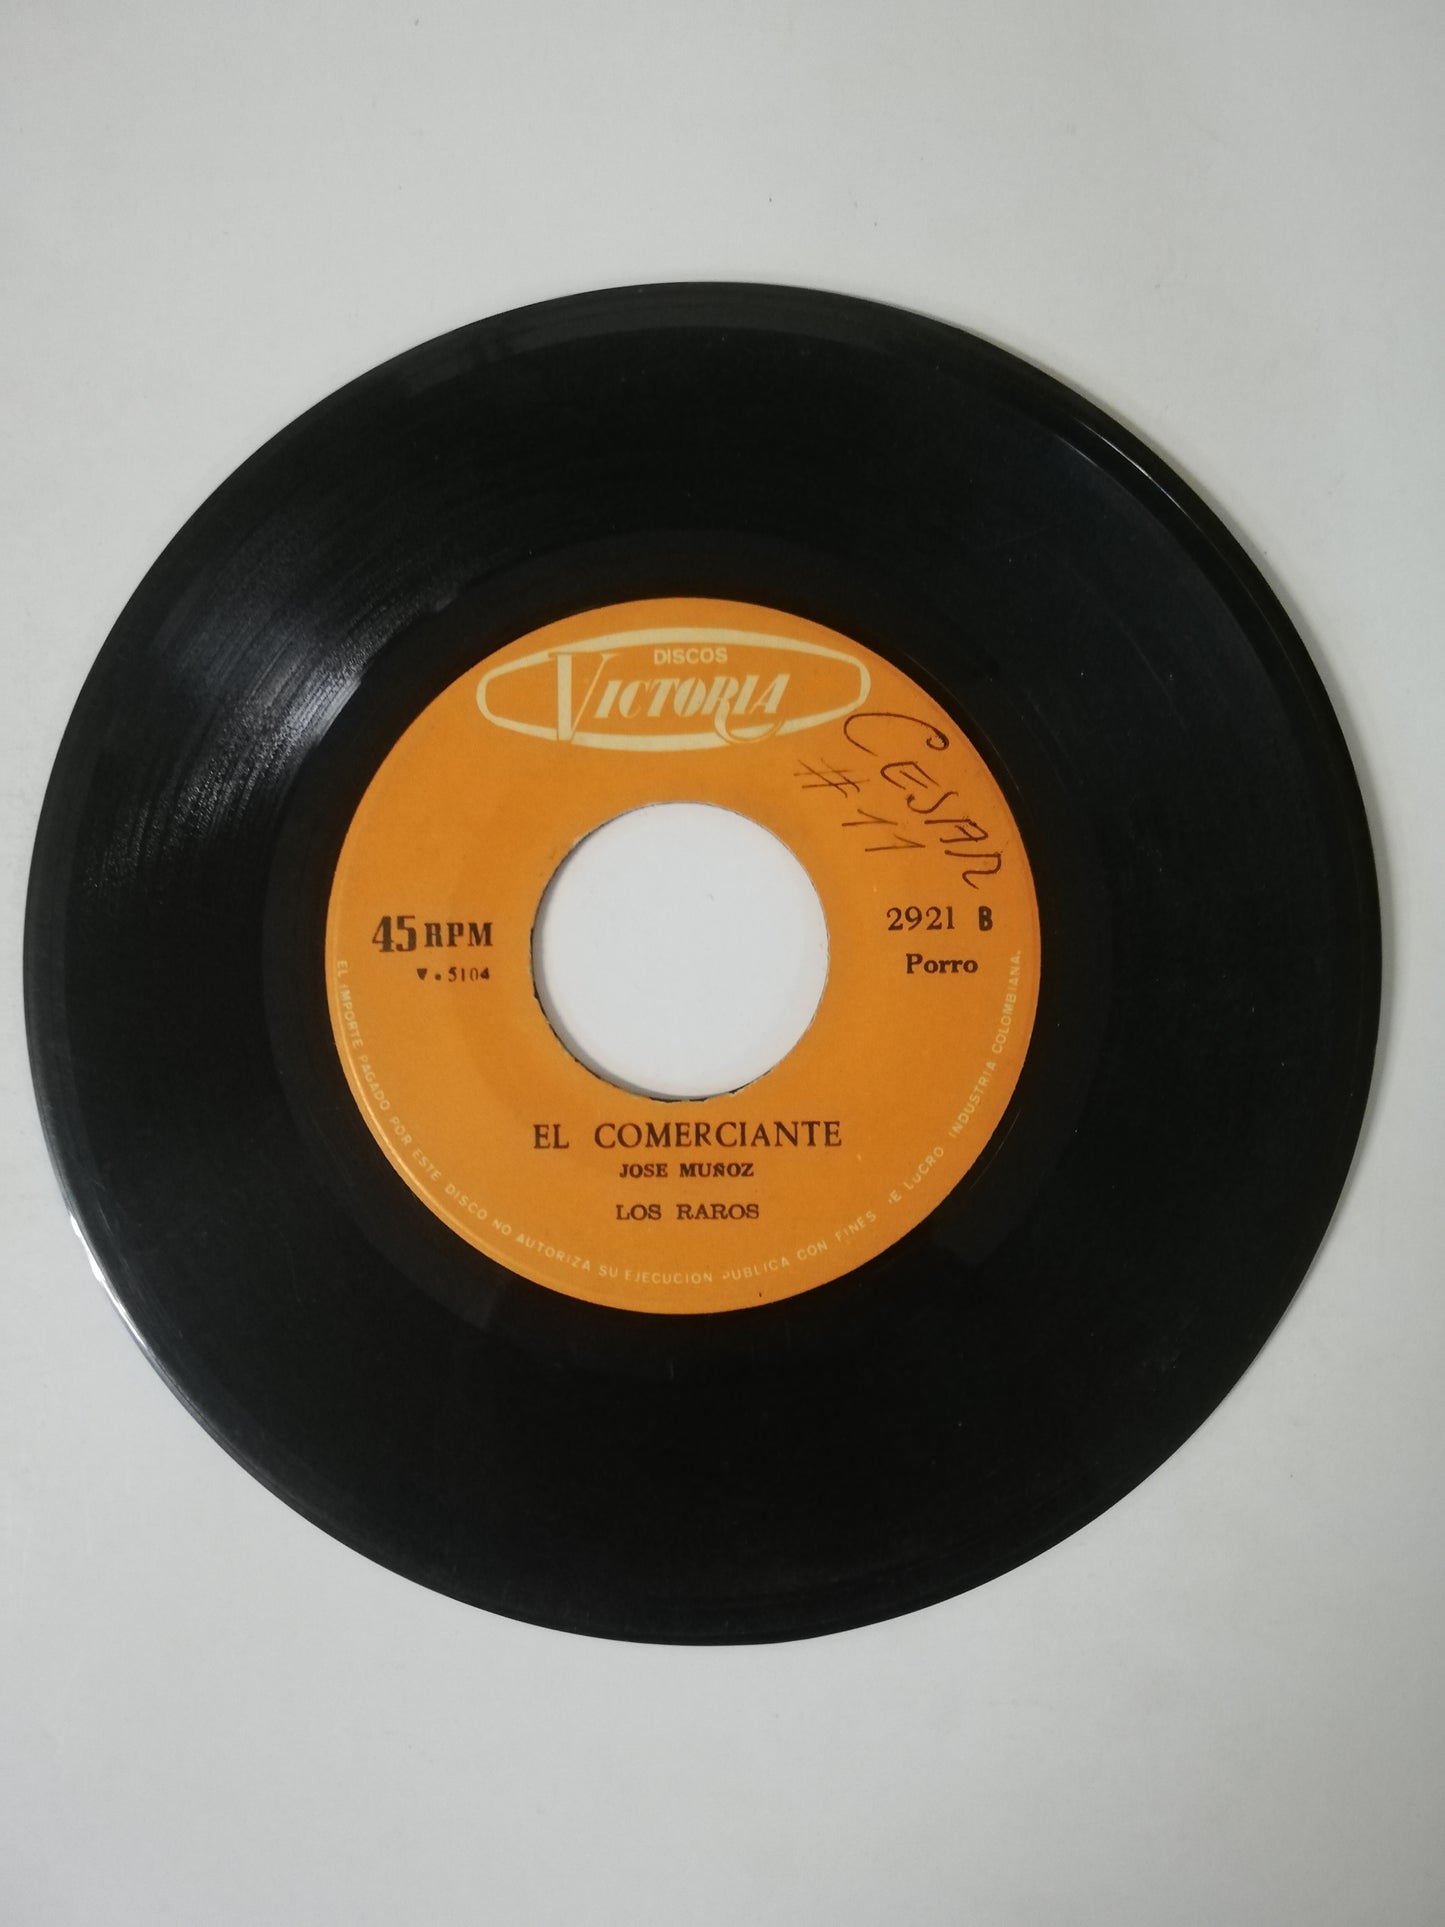 DISCOS
VICTORIA
CESAR
# 11
45 RPM
V. 5104
2921 B
Porro
EL COMERCIANTE
JOSE MUÑOZ
LOS RAROS
EL IMPORTE PAGADO POR ESTE DISCO NO AUTORIZA SU EJECUCION PUBLICA CON FINES DE LUCRO INDUSTRIA COLOMBIANA.